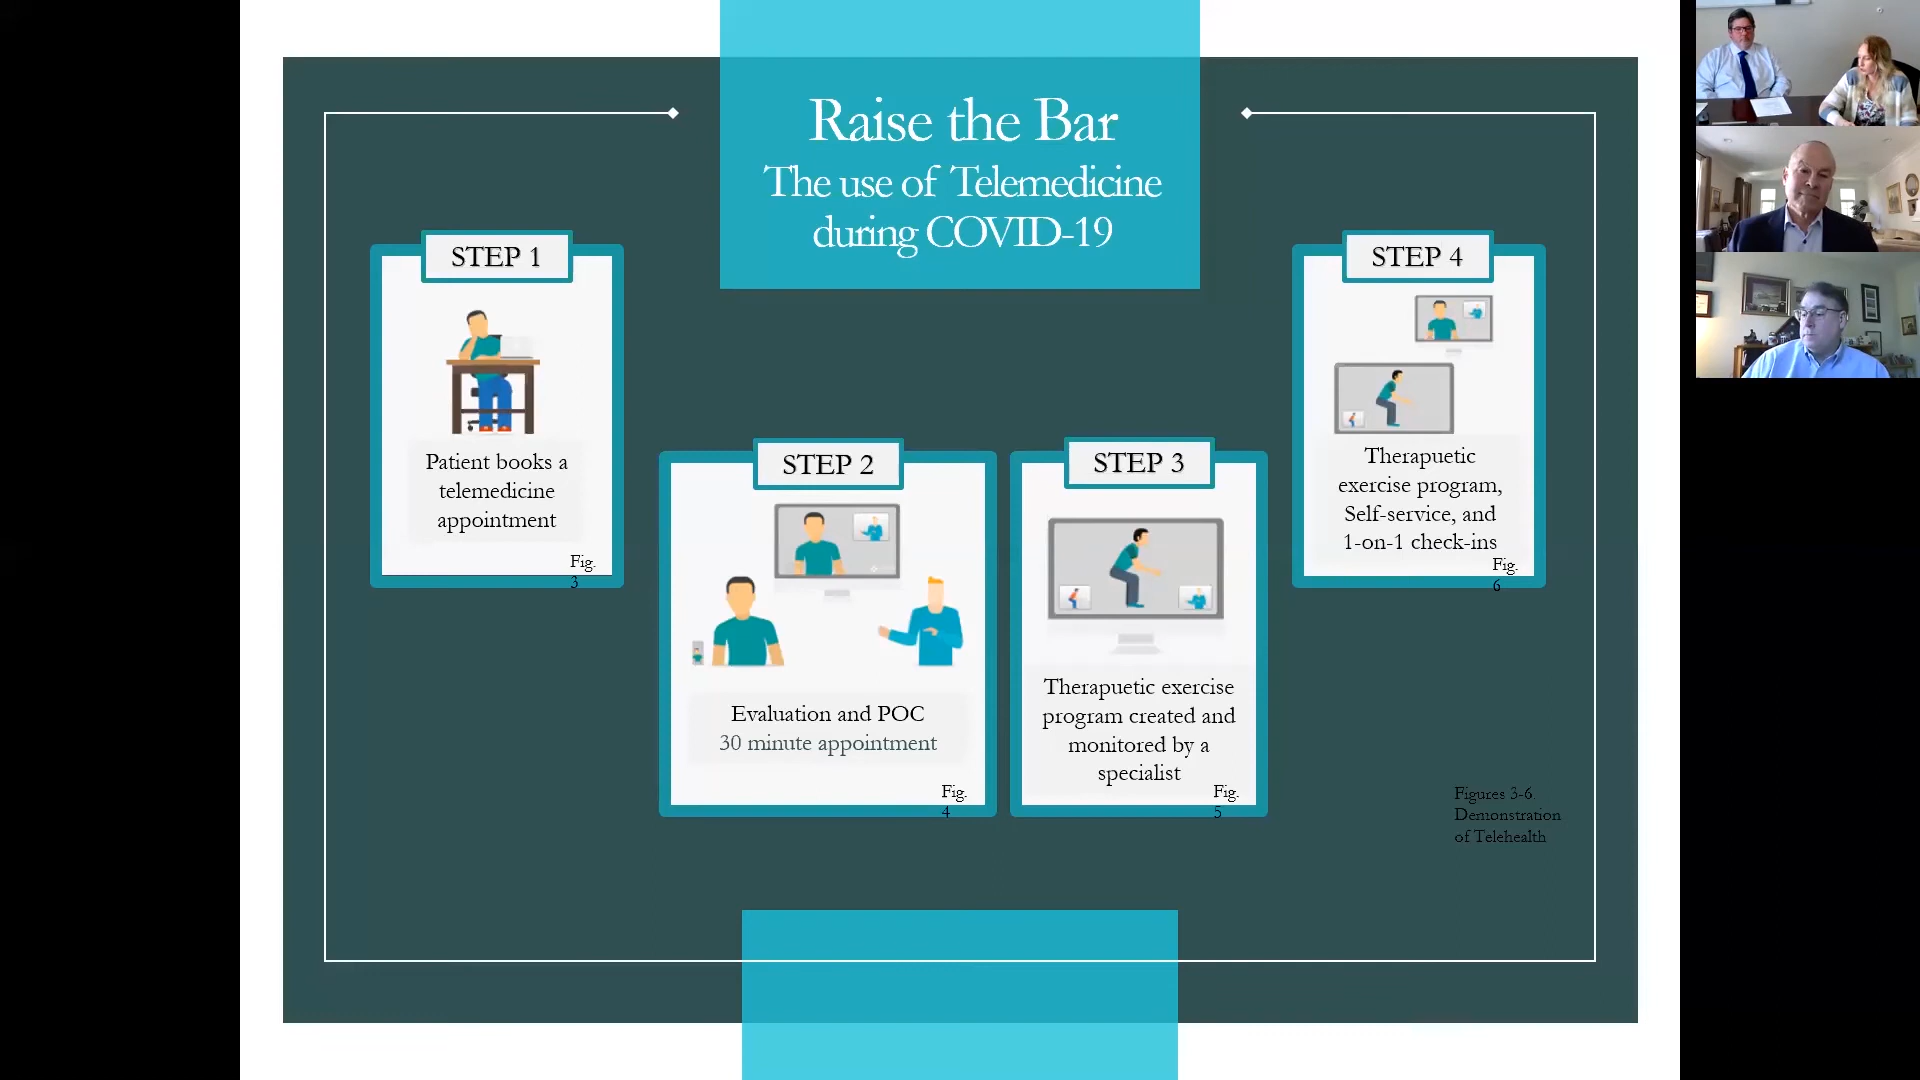 Raise the Bar
The use of Telemedicine
during COVID-19
STEP 1
Patient books a
telemedicine
appointment
Fig.
3
STEP 2
Evaluation and POC
30 minute appointment
Fig.
4
STEP 3
Therapuetic exercise
program created and
monitored by a
specialist
Fig.
5
STEP 4
Therapuetic
exercise program,
Self-service, and
1-on-1 check-ins
Fig.
6
Figures 3-6.
Demonstration
of Telehealth